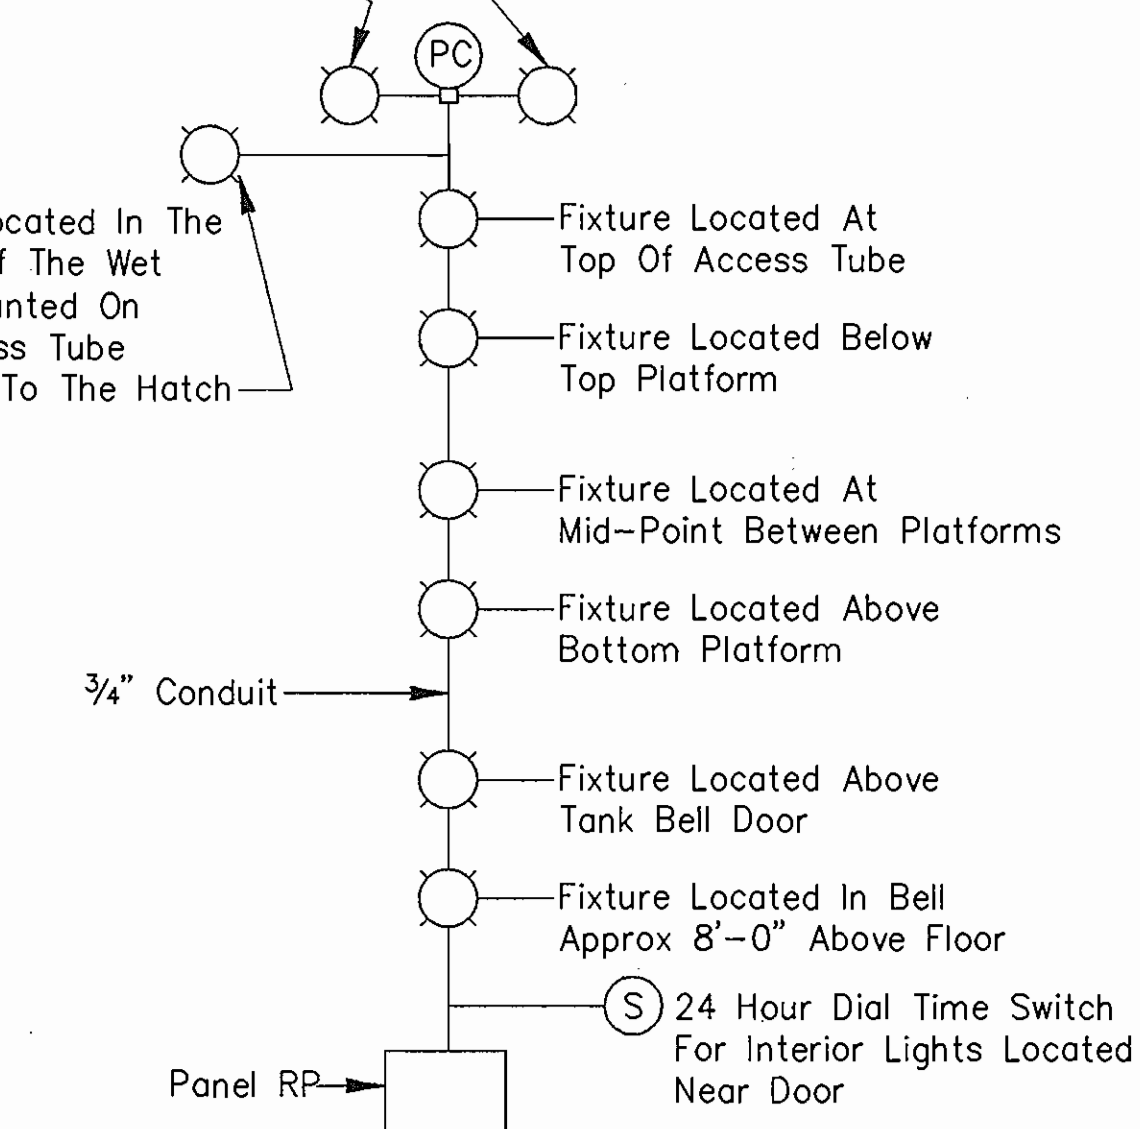 PC
Fixture Located At
Top Of Access Tube
In The
The Wet
On
Tube
To The Hatch
Fixture Located Below
Top Platform
Fixture Located At
Mid-Point Between Platforms
Fixture Located Above
Bottom Platform
¾" Conduit
Fixture Located Above
Tank Bell Door
Fixture Located In Bell
Approx 8'-0" Above Floor
S
24 Hour Dial Time Switch
For Interior Lights Located
Near Door
Panel RP